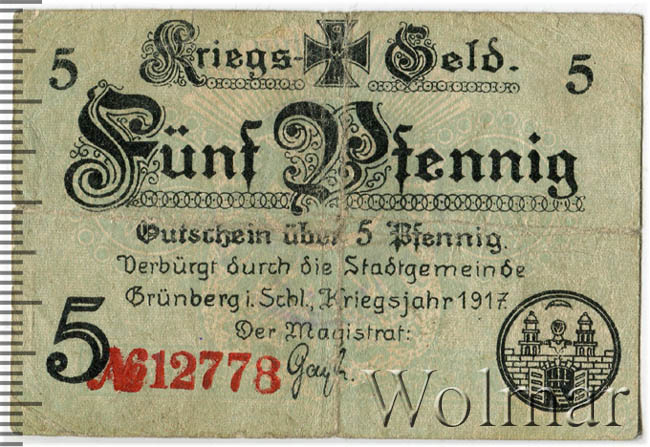 Kriegs-Geld.
5 5
Fünf Pfennig
Gutschein über 5 Pfennig.
Verbürgt durch die Stadtgemeinde
Grünberg i. Schl., Kriegsjahr 1917.
Der Magistrat:
5
№612778
Wolmar